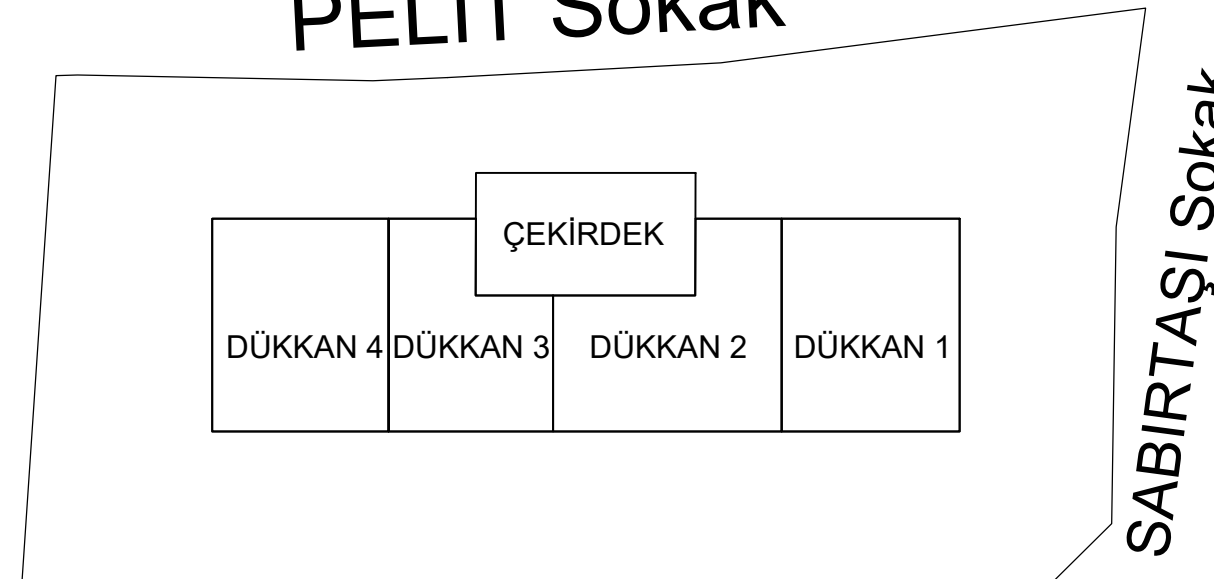 PELİT Sokak
ÇEKİRDEK
DÜKKAN 4
DÜKKAN 3
DÜKKAN 2
DÜKKAN 1
SABIRTAŞI Sokak